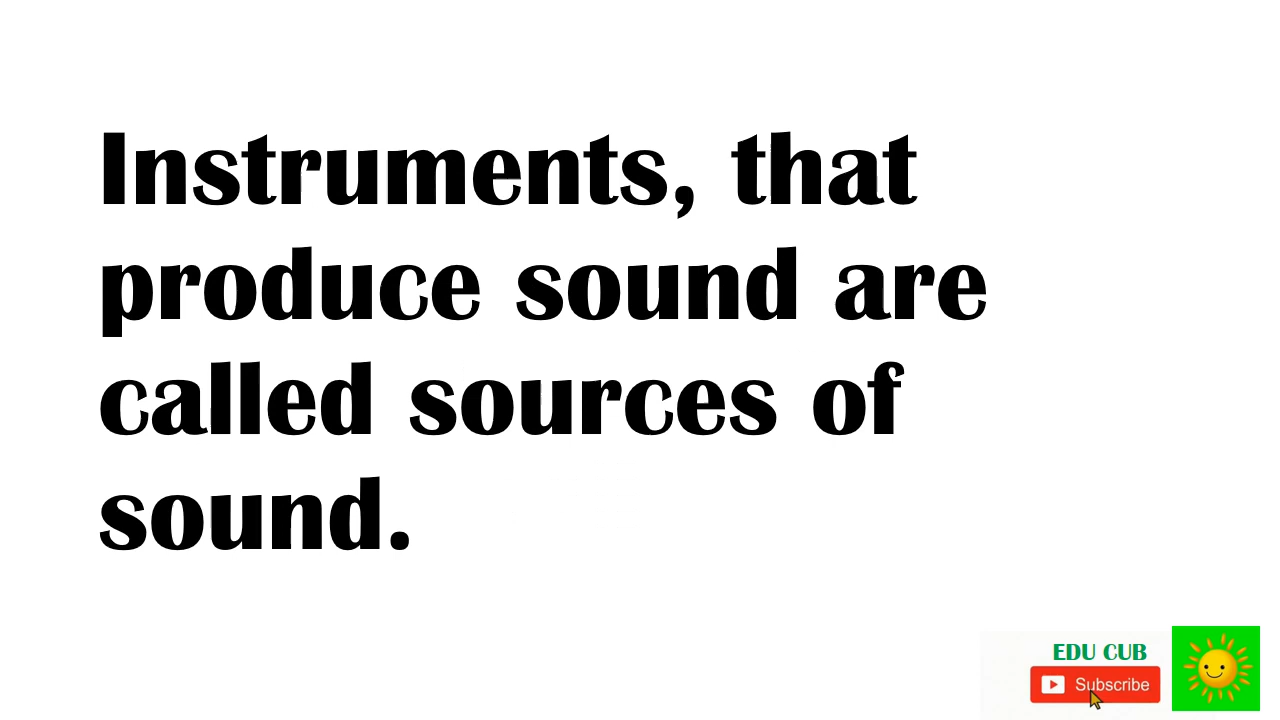 Instruments, that
produce sound are
called sources of
sound.
EDU CUB
Subscribe